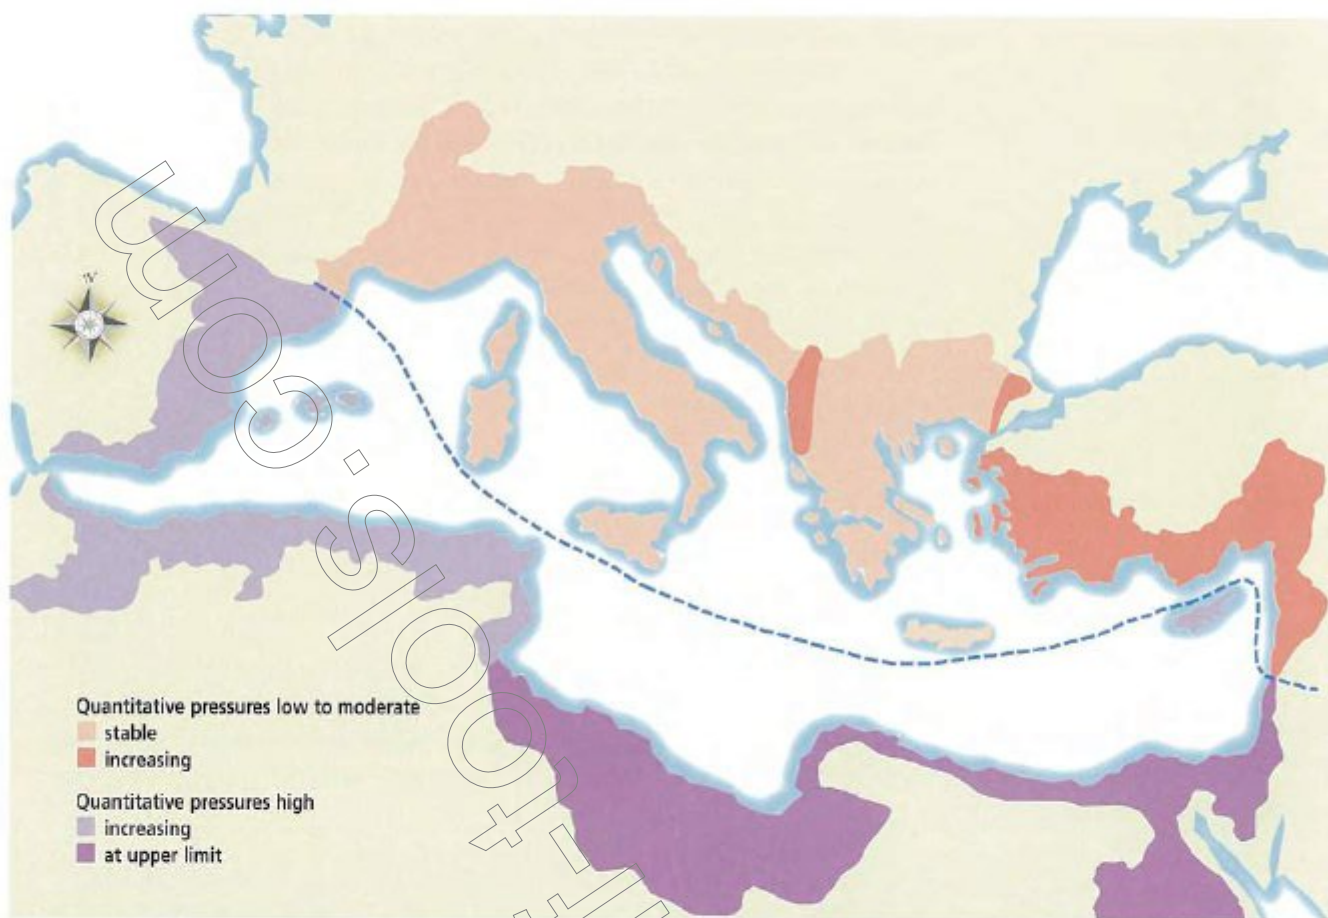 N
Quantitative pressures low to moderate
stable
increasing
Quantitative pressures high
increasing
at upper limit